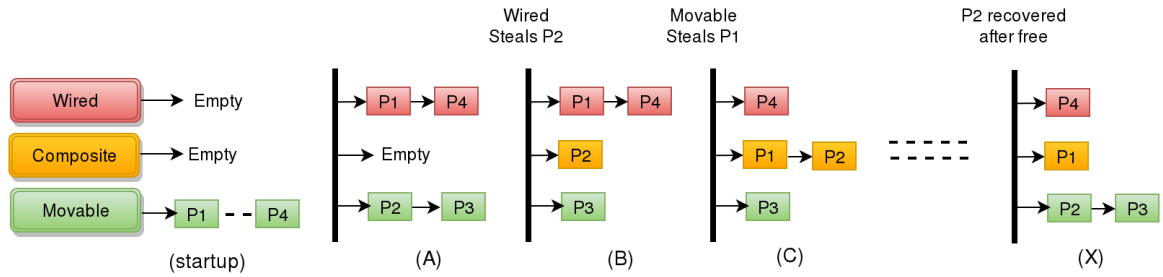 Wired
Steals P2
Movable
Steals P1
P2 recovered
after free
Wired
Empty
P1
P4
P1
P4
P4
P4
Composite
Empty
Empty
P2
P1
P2
P1
Movable
P1
P4
P2
P3
P3
P3
P2
P3
(startup)
(A)
(B)
(C)
(X)